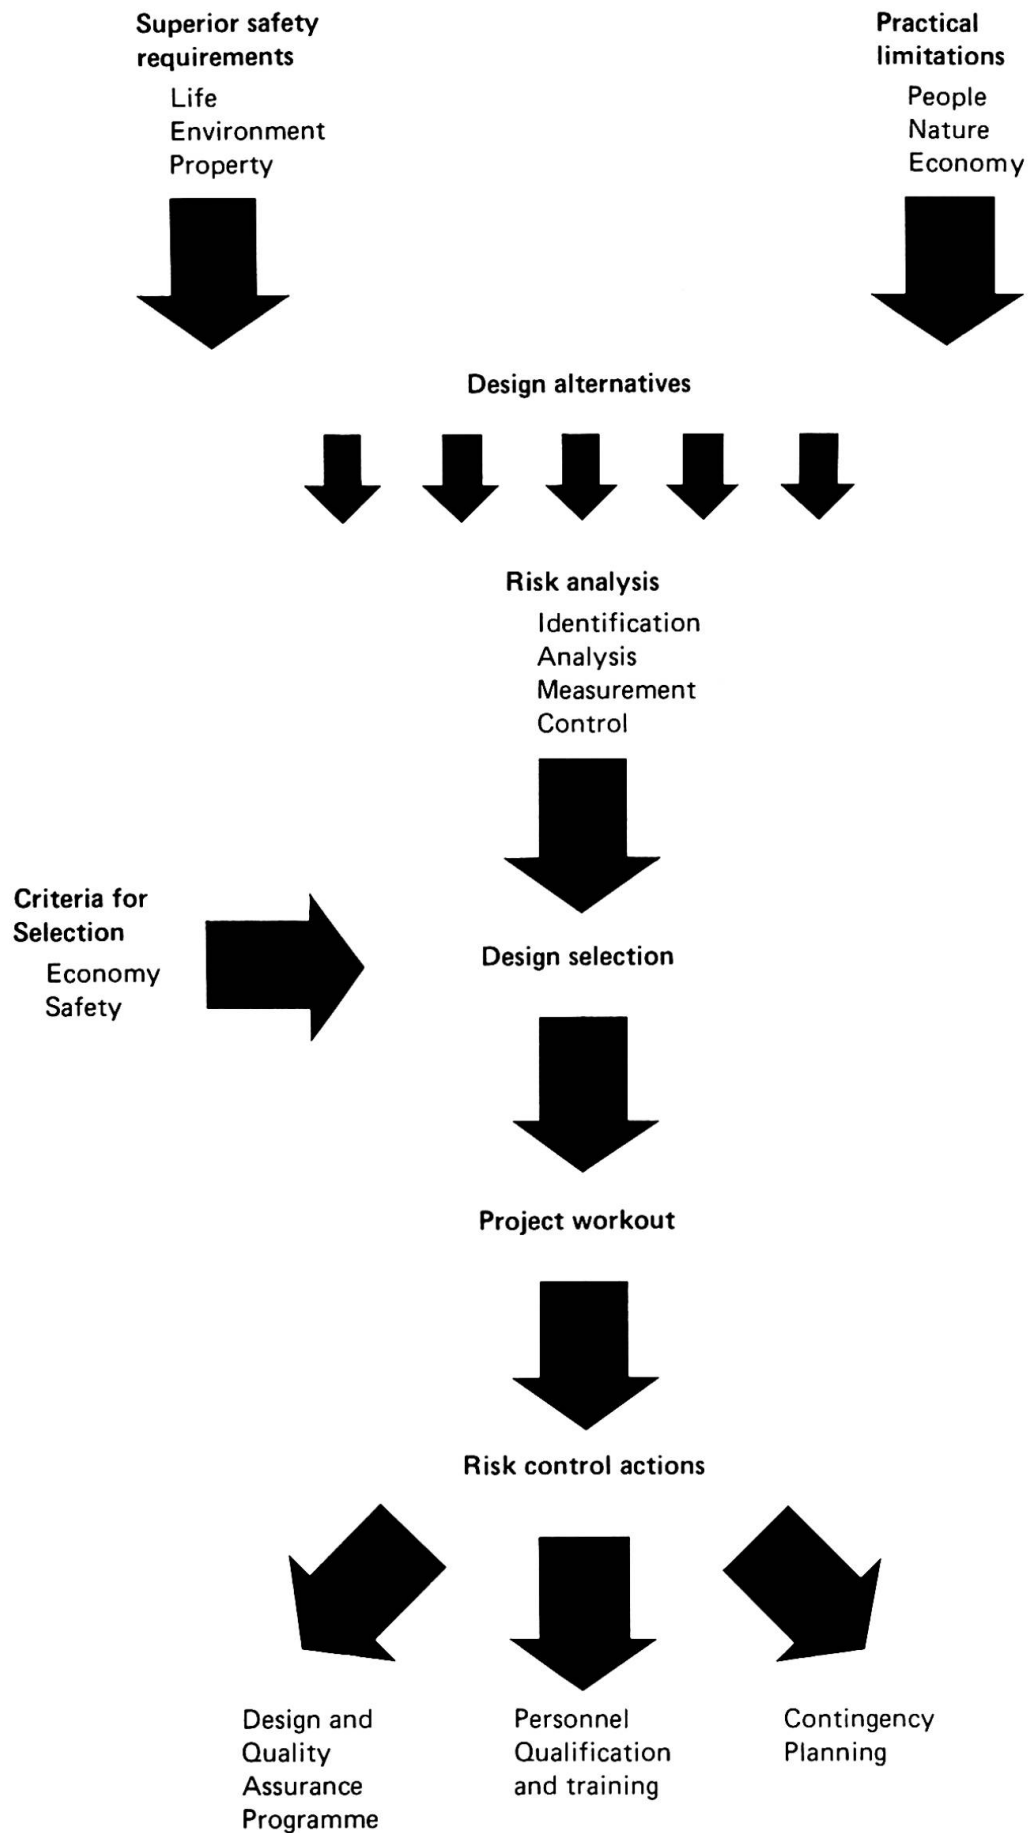 Superior safety
requirements
Life
Environment
Property
Practical
limitations
People
Nature
Economy
Design alternatives
Risk analysis
Identification
Analysis
Measurement
Control
Criteria for
Selection
Economy
Safety
Design selection
Project workout
Risk control actions
Design and
Quality
Assurance
Programme
Personnel
Qualification
and training
Contingency
Planning